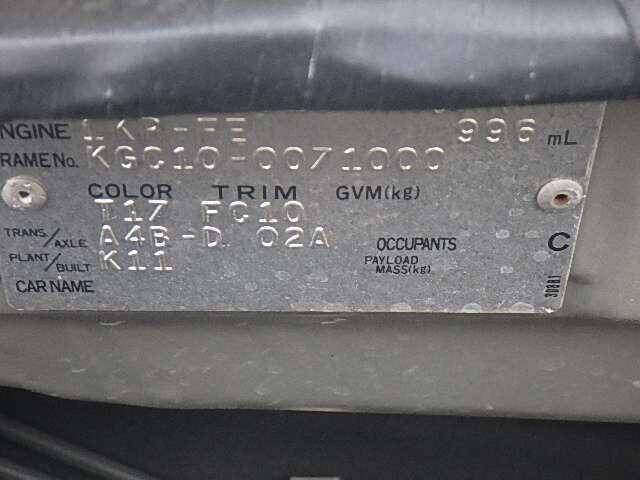 ENGINE 1KR-FE 996 mL
FRAME No. KGC10-0071000
COLOR TRIM GVM(kg)
T17 FC10
TRANS/AXLE A4B-D 02A OCCUPANTS C
PLANT/BUILT K11 PAYLOAD MASS(kg)
CAR NAME